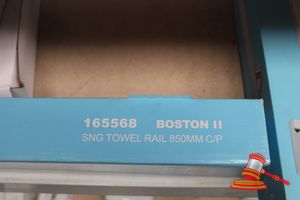 165568 BOSTON II
SNG TOWEL RAIL 850MM C/P